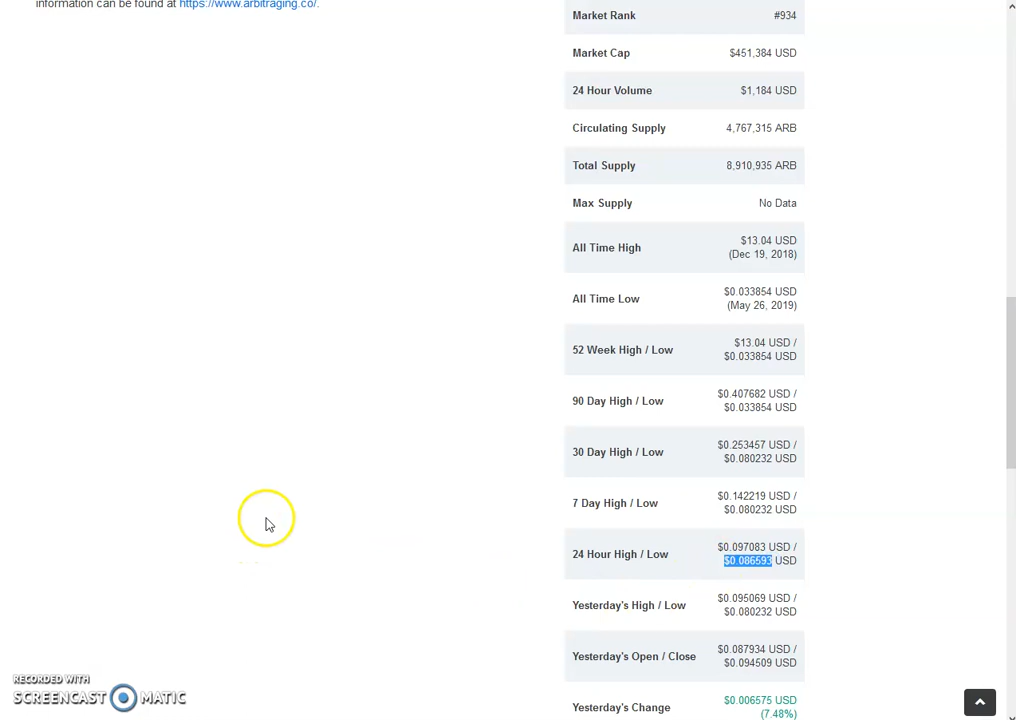 information can be found at https://www.arbitraging.co/.
Market Rank #934
Market Cap $451,384 USD
24 Hour Volume $1,184 USD
Circulating Supply 4,767,315 ARB
Total Supply 8,910,935 ARB
Max Supply No Data
All Time High $13.04 USD
(Dec 19, 2018)
All Time Low $0.033854 USD
(May 26, 2019)
52 Week High / Low $13.04 USD /
$0.033854 USD
90 Day High / Low $0.407682 USD /
$0.033854 USD
30 Day High / Low $0.253457 USD /
$0.080232 USD
7 Day High / Low $0.142219 USD /
$0.080232 USD
24 Hour High / Low $0.097083 USD /
$0.086593 USD
Yesterday's High / Low $0.095069 USD /
$0.080232 USD
Yesterday's Open / Close $0.087934 USD /
$0.094509 USD
Yesterday's Change $0.006575 USD
(7.48%)
RECORDED WITH
SCREENCAST MATIC